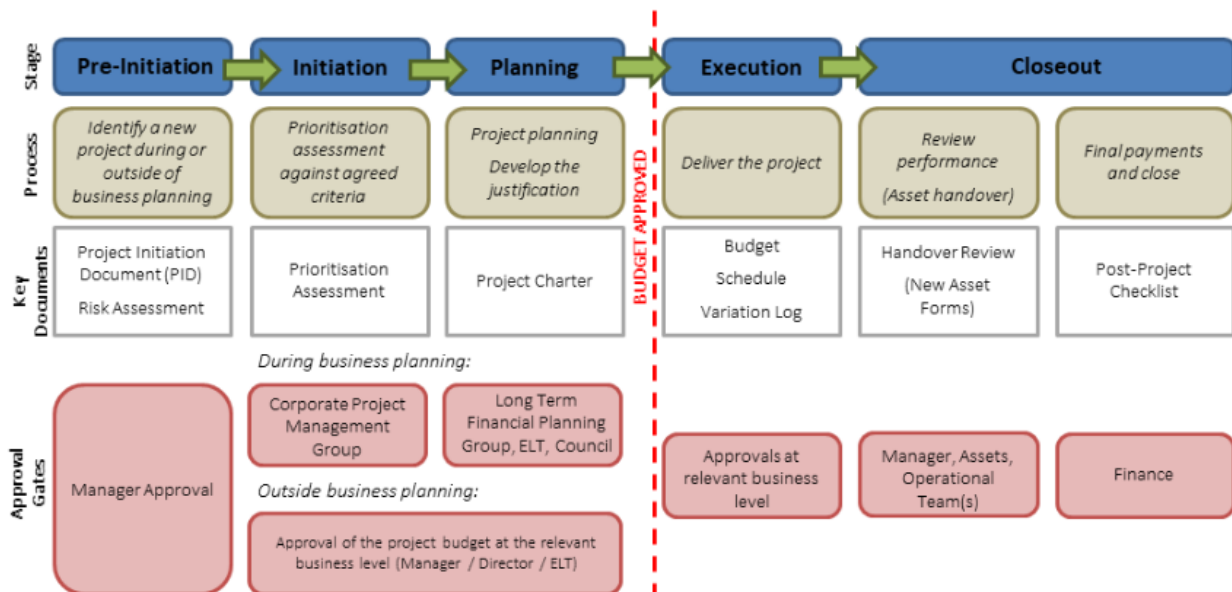 Stage
Pre-Initiation
Initiation
Planning
Execution
Closeout
Process
Identify a new
project during or
outside of
business planning
Prioritisation
assessment
against agreed
criteria
Project planning
Develop the
justification
BUDGET APPROVED
Deliver the project
Review
performance
(Asset handover)
Final payments
and close
Key
Documents
Project Initiation
Document (PID)
Risk Assessment
Prioritisation
Assessment
Project Charter
Budget
Schedule
Variation Log
Handover Review
(New Asset
Forms)
Post-Project
Checklist
Approval
Gates
Manager Approval
During business planning:
Corporate Project
Management
Group
Long Term
Financial Planning
Group, ELT, Council
Outside business planning:
Approval of the project budget at the relevant
business level (Manager / Director / ELT)
Approvals at
relevant business
level
Manager, Assets,
Operational
Team(s)
Finance